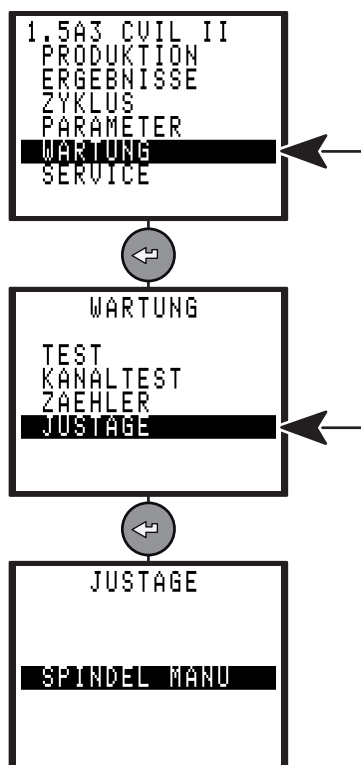 1.5A3 CVIL II
PRODUKTION
ERGEBNISSE
ZYKLUS
PARAMETER
WARTUNG
SERVICE
WARTUNG
TEST
KANALTEST
ZAEHLER
JUSTAGE
JUSTAGE
SPINDEL MANU